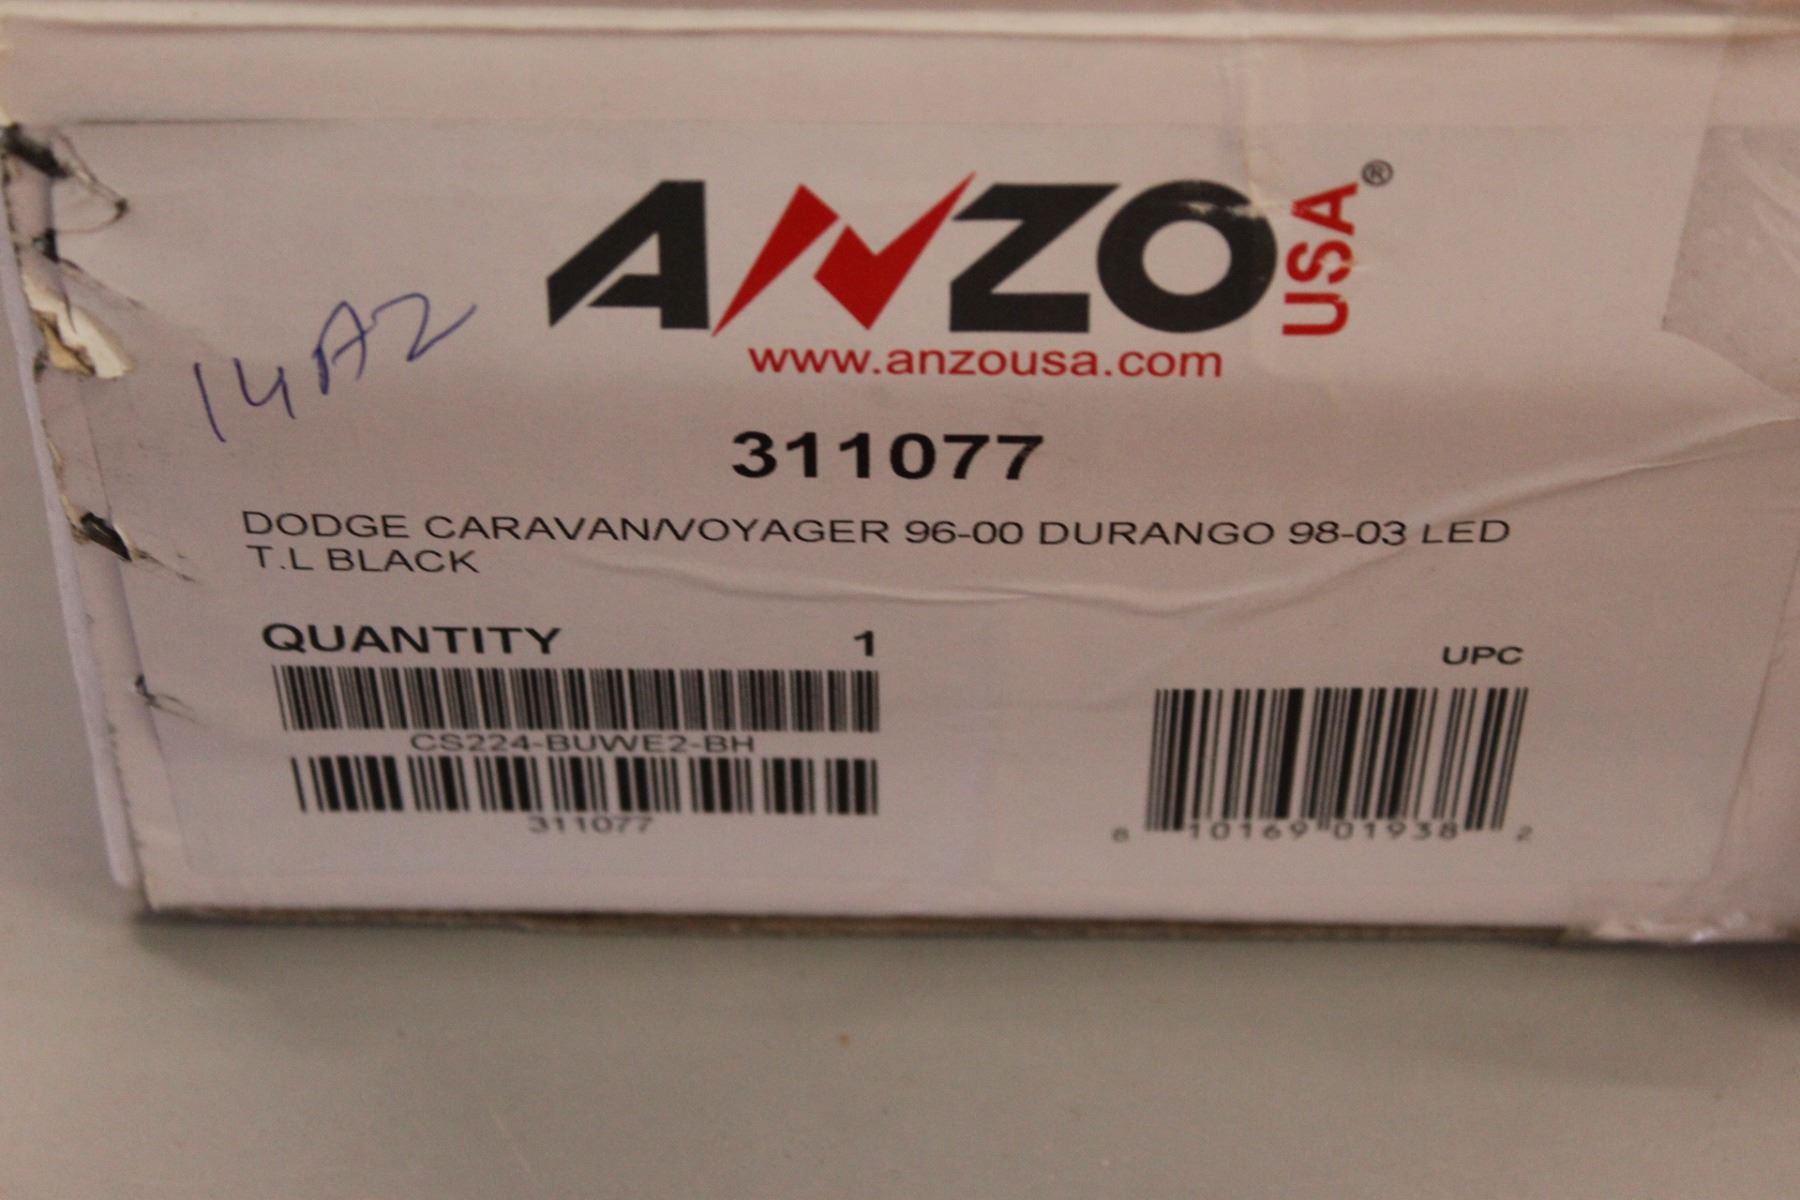 ANZO USA®
www.anzousa.com
14A2
311077
DODGE CARAVAN/VOYAGER 96-00 DURANGO 98-03 LED
T.L BLACK
QUANTITY 1
UPC
CS224-BUWE2-BH
311077
8 10169 01938 2